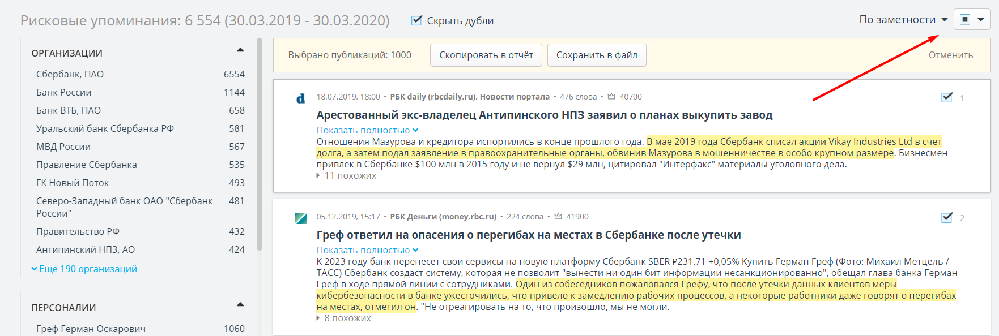 Рисковые упоминания: 6 554 (30.03.2019 - 30.03.2020)
Скрыть дубли
По заметности
ОРГАНИЗАЦИИ
Сбербанк, ПАО 6554
Банк России 1144
Банк ВТБ, ПАО 658
Уральский банк Сбербанка РФ 581
МВД России 567
Правление Сбербанка 535
ГК Новый Поток 493
Северо-Западный банк ОАО "Сбербанк 481
России"
Правительство РФ 432
Антипинский НПЗ, АО 424
Еще 190 организаций
ПЕРСОНАЛИИ
Греф Герман Оскарович 1060
Выбрано публикаций: 1000 Скопировать в отчёт Сохранить в файл Отменить
d 18.07.2019, 18:00 • РБК daily (rbcdaily.ru). Новости портала • 476 слова • 40700 1
Арестованный экс-владелец Антипинского НПЗ заявил о планах выкупить завод
Показать полностью
Отношения Мазурова и кредитора испортились в конце прошлого года. В мае 2019 года Сбербанк списал акции Vikay Industries Ltd в счет
долга, а затем подал заявление в правоохранительные органы, обвинив Мазурова в мошенничестве в особо крупном размере. Бизнесмен
привлек в Сбербанке $100 млн в 2015 году и не вернул $29 млн, цитировал "Интерфакс" материалы уголовного дела.
11 похожих
05.12.2019, 15:17 • РБК Деньги (money.rbc.ru) • 224 слова • 41900 2
Греф ответил на опасения о перегибах на местах в Сбербанке после утечки
Показать полностью
К 2023 году банк перенесет свои сервисы на новую платформу Сбербанк SBER ₽231,71 +0,05% Купить Герман Греф (Фото: Михаил Метцель /
ТАСС) Сбербанк создаст систему, которая не позволит "вынести ни один бит информации несанкционированно", обещал глава банка Герман
Греф в ходе прямой линии с сотрудниками. Один из собеседников пожаловался Грефу, что после утечки данных клиентов меры
кибербезопасности в банке ужесточились, что привело к замедлению рабочих процессов, а некоторые работники даже говорят о перегибах
на местах, отметил он. "Не отреагировать на то, что произошло, мы не могли.
8 похожих